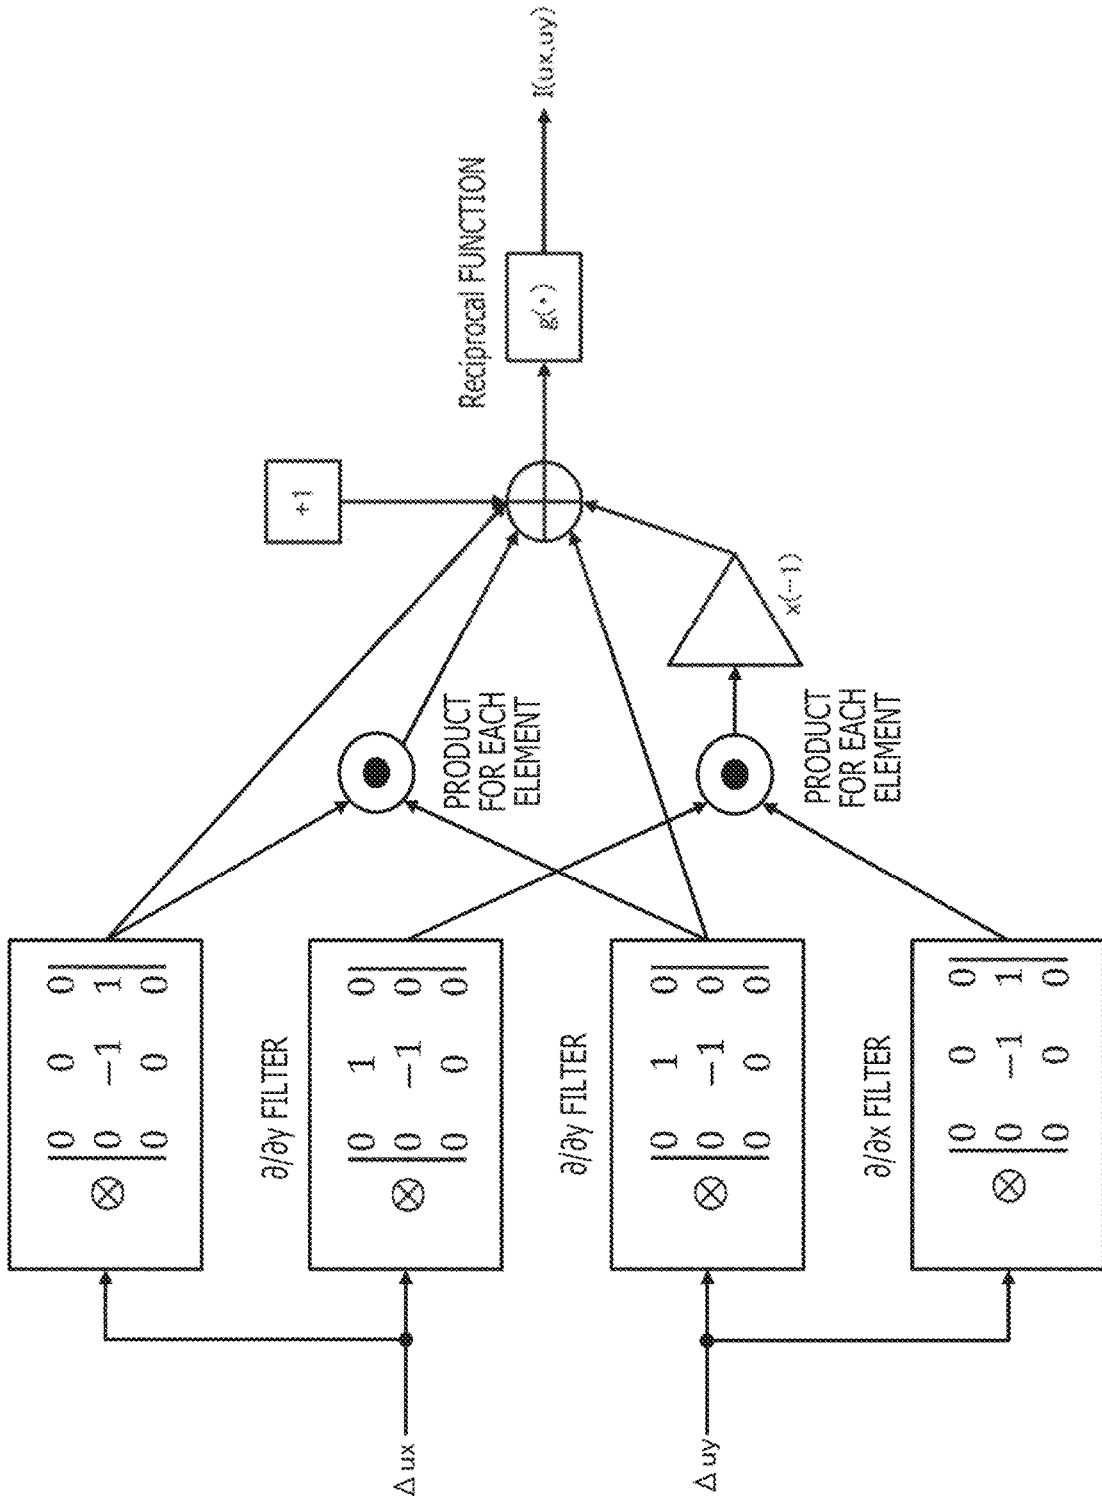 0 0 0
⊗ 0 −1 1
0 0 0
∂/∂y FILTER
0 1 0
⊗ 0 −1 0
0 0 0
∂/∂y FILTER
0 1 0
⊗ 0 −1 0
0 0 0
∂/∂x FILTER
0 0 0
⊗ 0 −1 1
0 0 0
Δux
Δuy
PRODUCT
FOR EACH
ELEMENT
PRODUCT
FOR EACH
ELEMENT
x(−1)
+1
Reciprocal FUNCTION
g(·)
I(ux,uy)